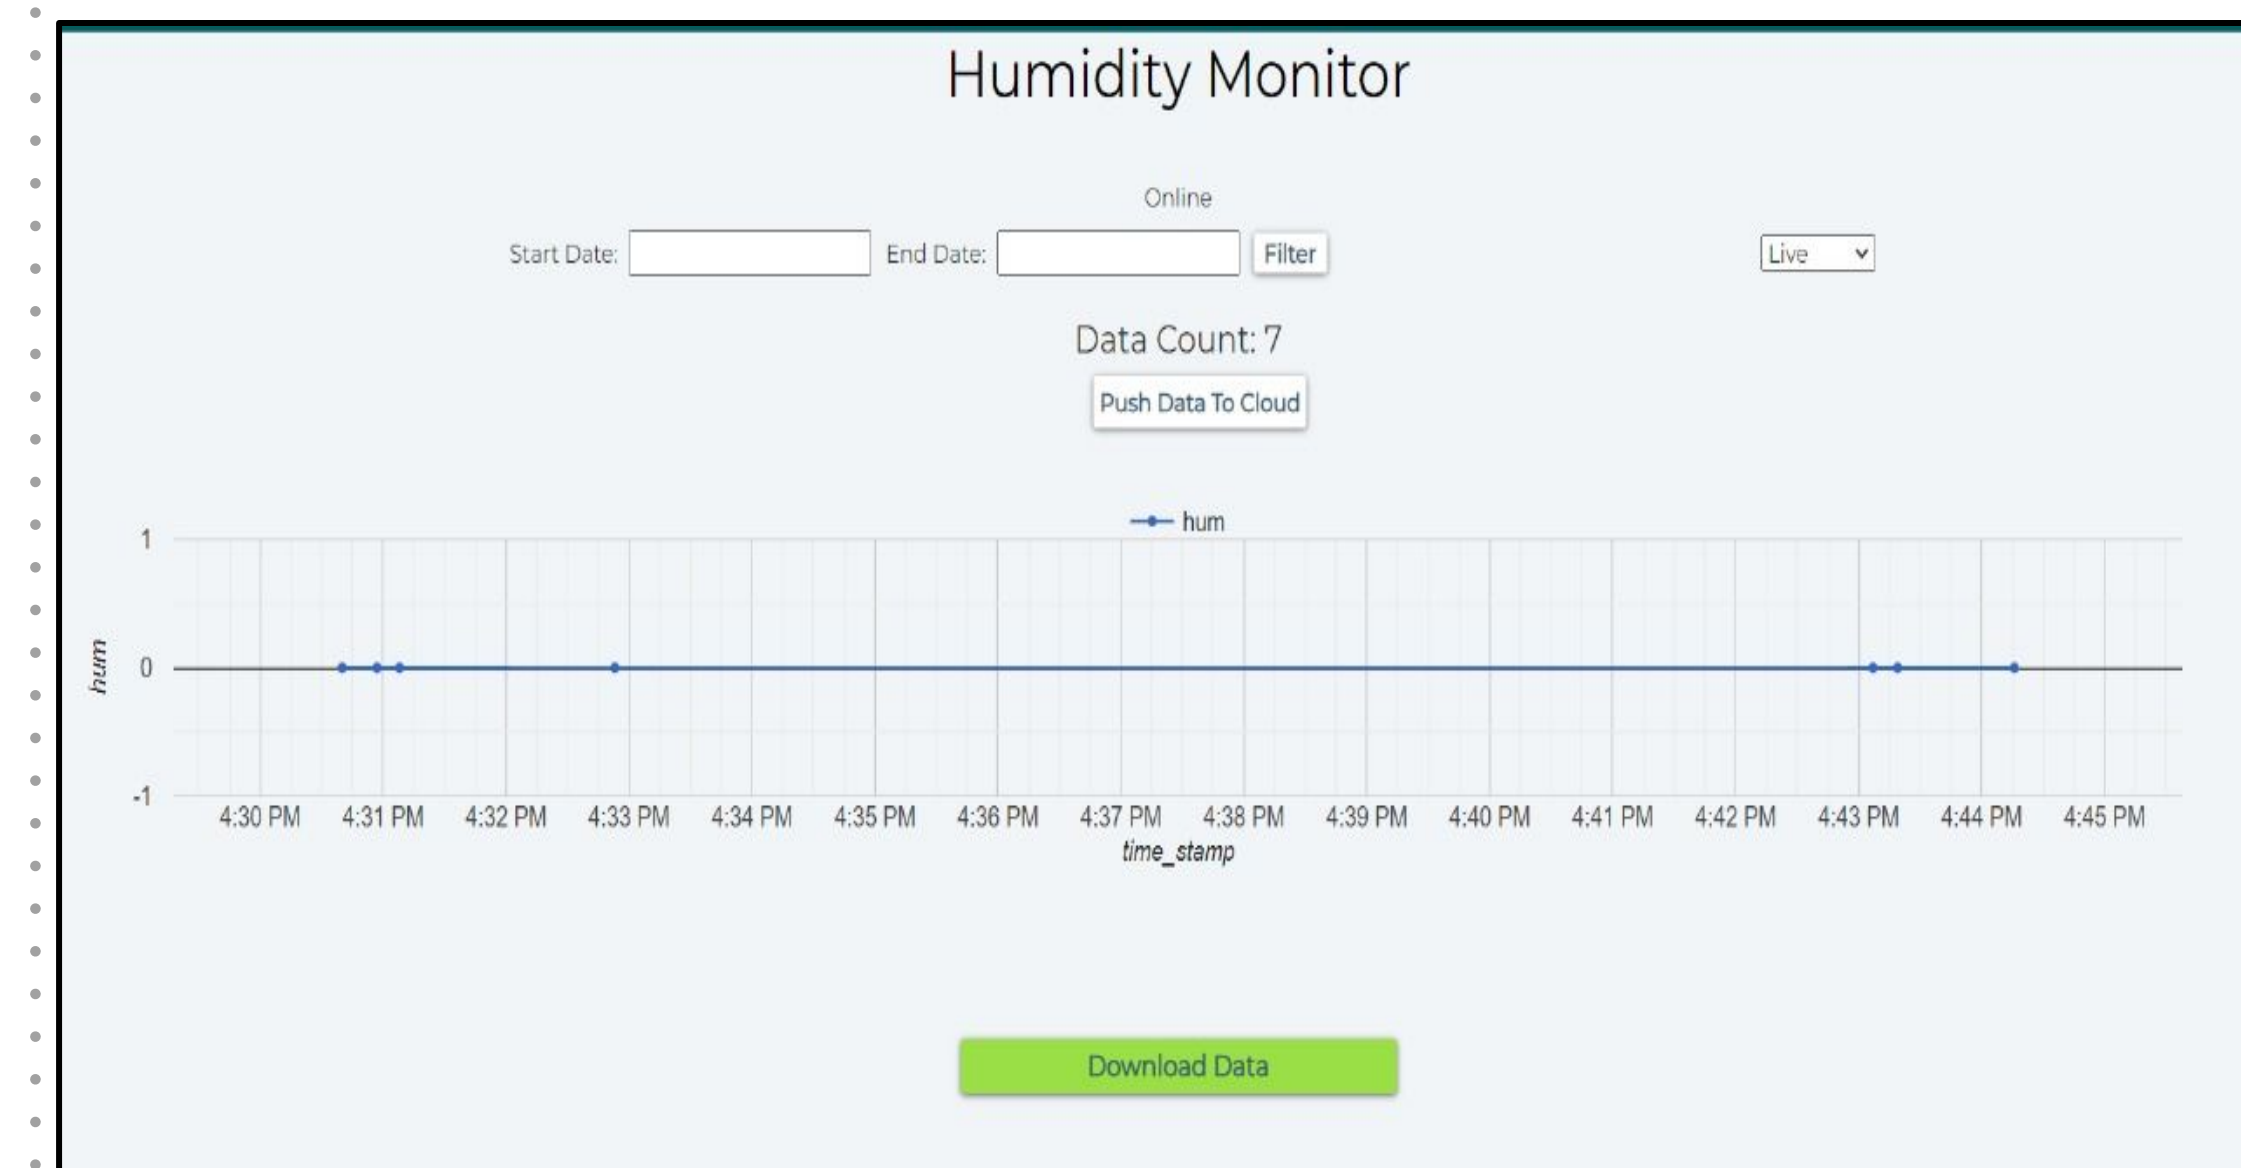 Humidity Monitor
Online
Start Date: End Date: Filter Live
Data Count: 7
Push Data To Cloud
hum
1
0
-1
hum
4:30 PM 4:31 PM 4:32 PM 4:33 PM 4:34 PM 4:35 PM 4:36 PM 4:37 PM 4:38 PM 4:39 PM 4:40 PM 4:41 PM 4:42 PM 4:43 PM 4:44 PM 4:45 PM
time_stamp
Download Data